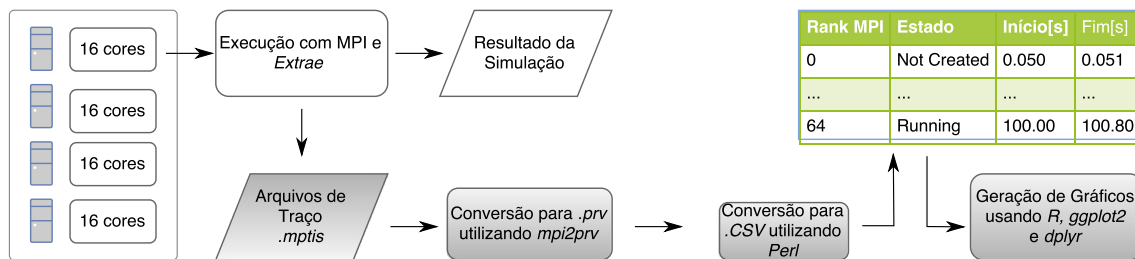 16 cores
16 cores
16 cores
16 cores
Execução com MPI e
Extrae
Resultado da
Simulação
Arquivos de
Traço
.mptis
Conversão para .prv
utilizando mpi2prv
Conversão para
.CSV utilizando
Perl
Rank MPI Estado Início[s] Fim[s]
0 Not Created 0.050 0.051
... ... ... ...
64 Running 100.00 100.80
Geração de Gráficos
usando R, ggplot2
e dplyr